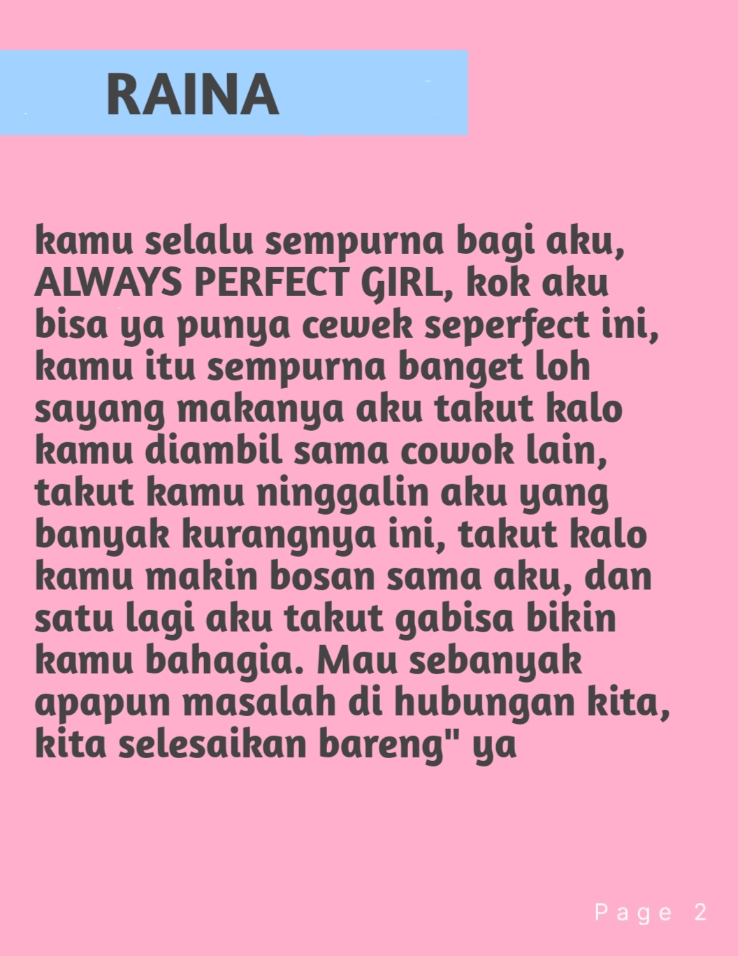 RAINA
kamu selalu sempurna bagi aku,
ALWAYS PERFECT GIRL, kok aku
bisa ya punya cewek seperfect ini,
kamu itu sempurna banget loh
sayang makanya aku takut kalo
kamu diambil sama cowok lain,
takut kamu ninggalin aku yang
banyak kurangnya ini, takut kalo
kamu makin bosan sama aku, dan
satu lagi aku takut gabisa bikin
kamu bahagia. Mau sebanyak
apapun masalah di hubungan kita,
kita selesaikan bareng" ya
Page 2